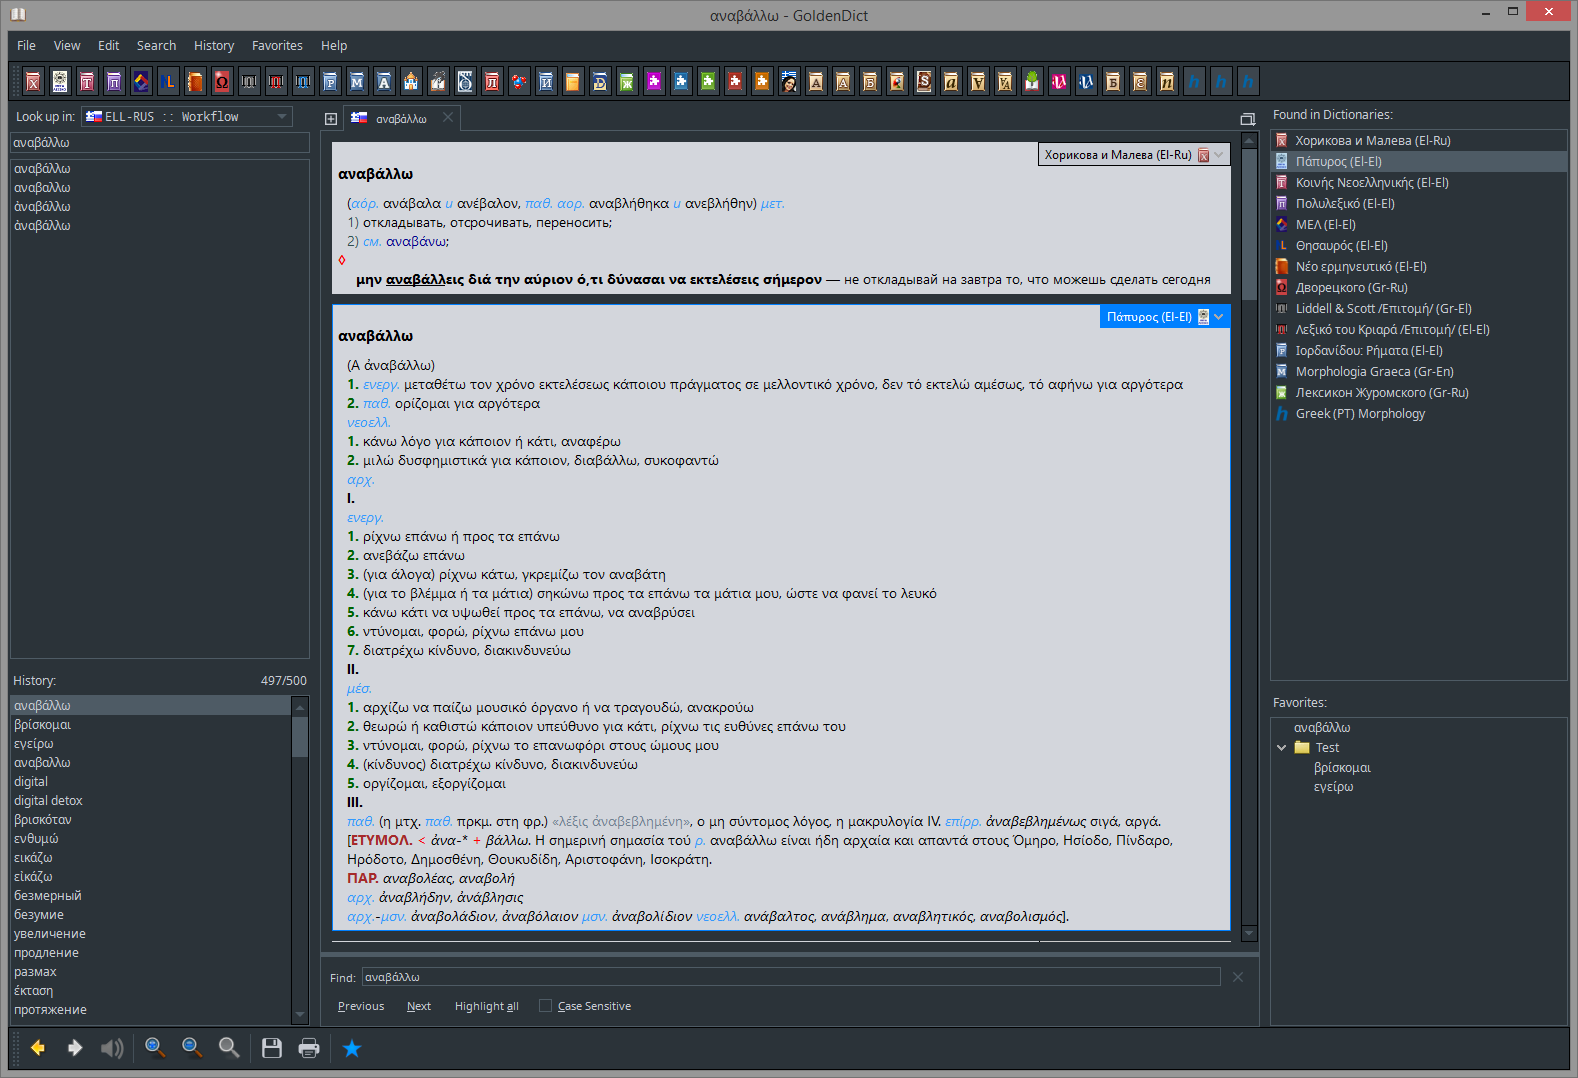 αναβάλλω - GoldenDict
File View Edit Search History Favorites Help
Look up in: ELL-RUS :: Workflow
αναβάλλω
αναβάλλω
αναβαλλω
ἀναβάλλω
ἀναβάλλω
History: 497/500
αναβάλλω
βρίσκομαι
εγείρω
αναβαλλω
digital
digital detox
βρισκόταν
ενθυμώ
εικάζω
εἰκάζω
безмерный
безумие
увеличение
продление
размах
έκταση
протяжение
αναβάλλω
Хорикова и Малева (El-Ru)
αναβάλλω
(αόρ. ανάβαλα и ανέβαλον, παθ. αορ. αναβλήθηκα и ανεβλήθην) μετ.
1) откладывать, отсрочивать, переносить;
2) см. αναβάνω;
◊
μην αναβάλλεις διά την αύριον ό,τι δύνασαι να εκτελέσεις σήμερον — не откладывай на завтра то, что можешь сделать сегодня
Πάπυρος (El-El)
αναβάλλω
(Α ἀναβάλλω)
1. ενεργ. μεταθέτω τον χρόνο εκτελέσεως κάποιου πράγματος σε μελλοντικό χρόνο, δεν τό εκτελώ αμέσως, τό αφήνω για αργότερα
2. παθ. ορίζομαι για αργότερα
νεοελλ.
1. κάνω λόγο για κάποιον ή κάτι, αναφέρω
2. μιλώ δυσφημιστικά για κάποιον, διαβάλλω, συκοφαντώ
αρχ.
I.
ενεργ.
1. ρίχνω επάνω ή προς τα επάνω
2. ανεβάζω επάνω
3. (για άλογα) ρίχνω κάτω, γκρεμίζω τον αναβάτη
4. (για το βλέμμα ή τα μάτια) σηκώνω προς τα επάνω τα μάτια μου, ώστε να φανεί το λευκό
5. κάνω κάτι να υψωθεί προς τα επάνω, να αναβρύσει
6. ντύνομαι, φορώ, ρίχνω επάνω μου
7. διατρέχω κίνδυνο, διακινδυνεύω
II.
μέσ.
1. αρχίζω να παίζω μουσικό όργανο ή να τραγουδώ, ανακρούω
2. θεωρώ ή καθιστώ κάποιον υπεύθυνο για κάτι, ρίχνω τις ευθύνες επάνω του
3. ντύνομαι, φορώ, ρίχνω το επανωφόρι στους ώμους μου
4. (κίνδυνος) διατρέχω κίνδυνο, διακινδυνεύω
5. οργίζομαι, εξοργίζομαι
III.
παθ. (η μτχ. παθ. πρκμ. στη φρ.) «λέξις ἀναβεβλημένη», ο μη σύντομος λόγος, η μακρυλογία IV. επίρρ. ἀναβεβλημένως σιγά, αργά.
[ΕΤΥΜΟΛ. < ἀνα-* + βάλλω. Η σημερινή σημασία τού ρ. αναβάλλω είναι ήδη αρχαία και απαντά στους Όμηρο, Ησίοδο, Πίνδαρο,
Ηρόδοτο, Δημοσθένη, Θουκυδίδη, Αριστοφάνη, Ισοκράτη.
ΠΑΡ. αναβολέας, αναβολή
αρχ. ἀναβλήδην, ἀνάβλησις
αρχ.-μσν. ἀναβολάδιον, ἀναβόλαιον μσν. ἀναβολίδιον νεοελλ. ανάβαλτος, ανάβλημα, αναβλητικός, αναβολισμός].
Find: αναβάλλω
Previous Next Highlight all Case Sensitive
Found in Dictionaries:
Хорикова и Малева (El-Ru)
Πάπυρος (El-El)
Κοινής Νεοελληνικής (El-El)
Πολυλεξικό (El-El)
ΜΕΛ (El-El)
Θησαυρός (El-El)
Νέο ερμηνευτικό (El-El)
Дворецкого (Gr-Ru)
Liddell & Scott /Επιτομή/ (Gr-El)
Λεξικό του Κριαρά /Επιτομή/ (El-El)
Ιορδανίδου: Ρήματα (El-El)
Morphologia Graeca (Gr-En)
Лексикон Журомского (Gr-Ru)
Greek (PT) Morphology
Favorites:
αναβάλλω
Test
βρίσκομαι
εγείρω